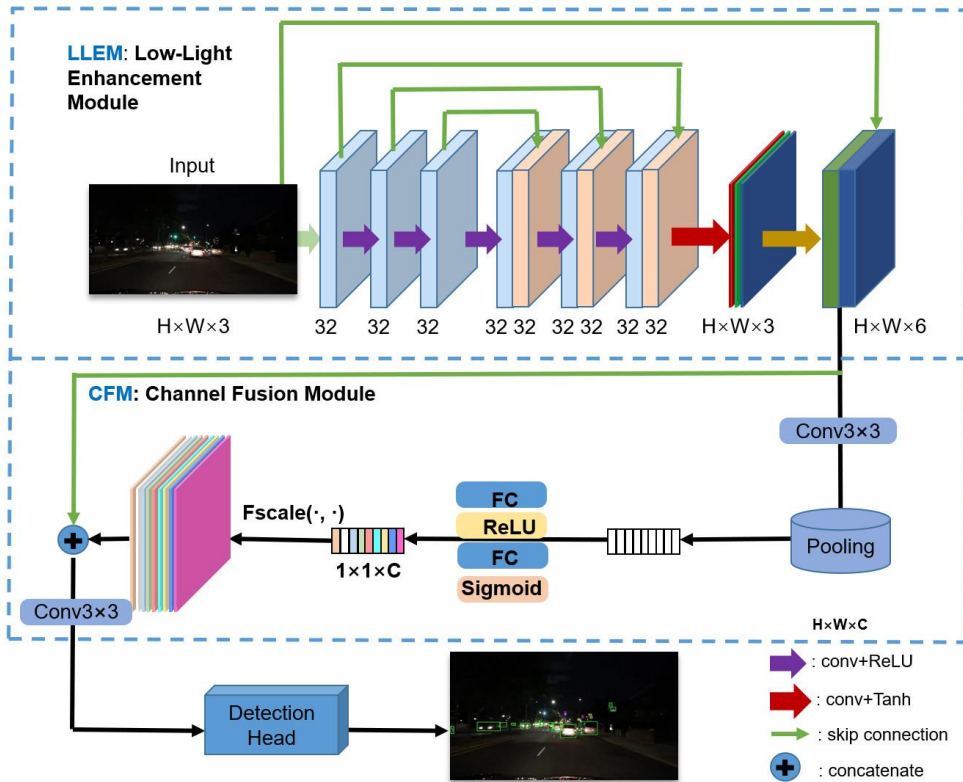 LLEM: Low-Light
Enhancement
Module
Input
H×W×3
32
32
32
32 32
32 32
32 32
H×W×3
H×W×6
CFM: Channel Fusion Module
Conv3×3
Fscale(·, ·)
FC
ReLU
FC
Sigmoid
1×1×C
Pooling
Conv3×3
H×W×C
Detection
Head
: conv+ReLU
: conv+Tanh
: skip connection
: concatenate